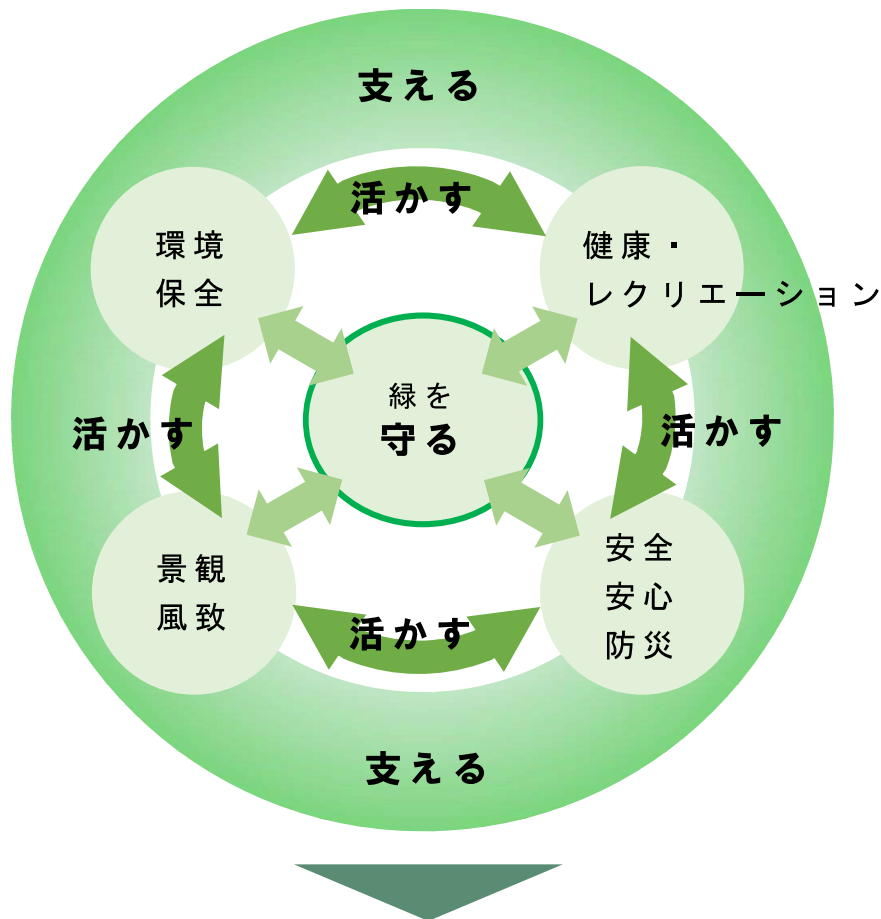 支える
活かす
環境
保全
健康・
レクリエーション
緑を
守る
活かす
活かす
景観
風致
安全
安心
防災
活かす
支える